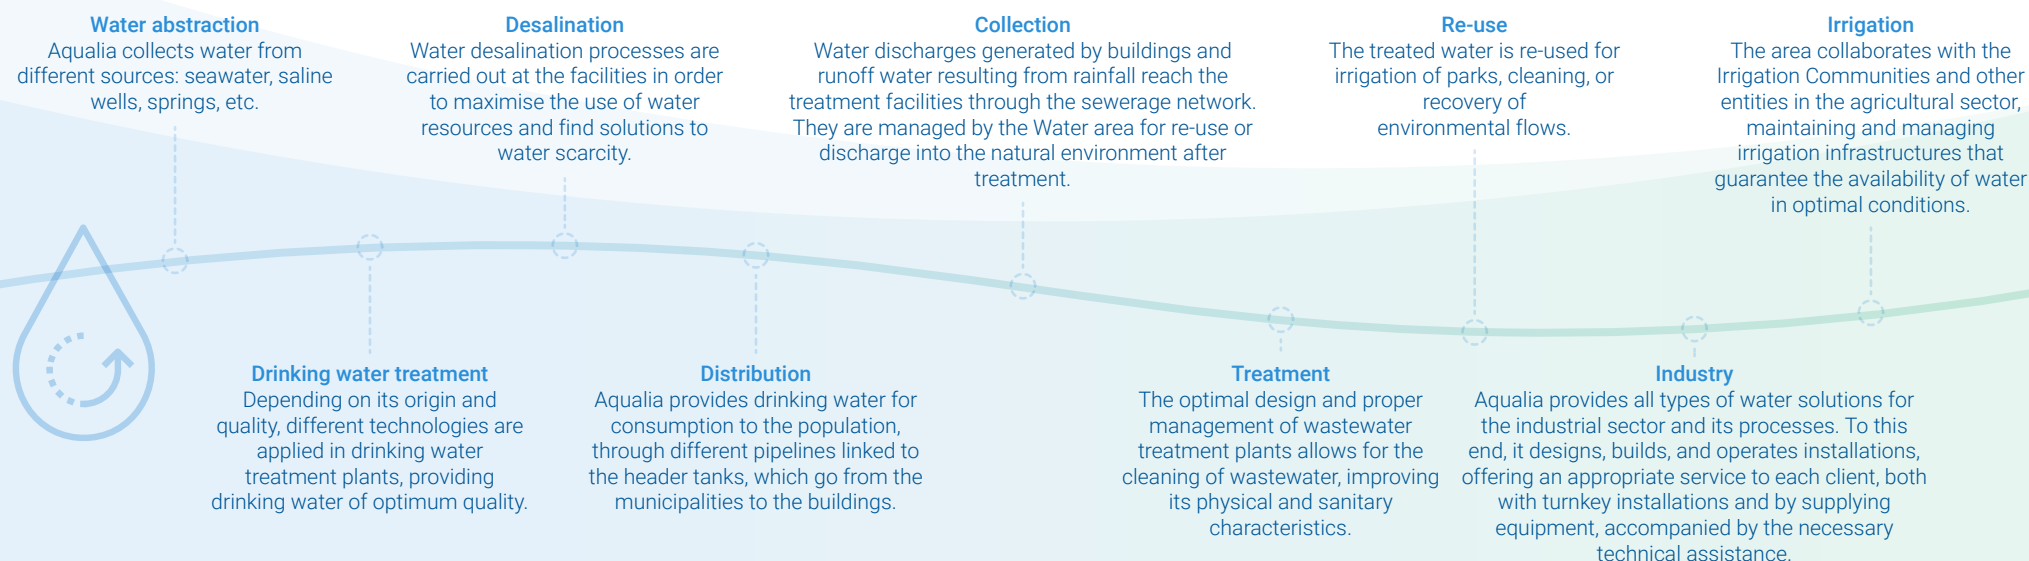 Water abstraction
Aqualia collects water from
different sources: seawater, saline
wells, springs, etc.
Drinking water treatment
Depending on its origin and
quality, different technologies are
applied in drinking water
treatment plants, providing
drinking water of optimum quality.
Desalination
Water desalination processes are
carried out at the facilities in order
to maximise the use of water
resources and find solutions to
water scarcity.
Distribution
Aqualia provides drinking water for
consumption to the population,
through different pipelines linked to
the header tanks, which go from the
municipalities to the buildings.
Collection
Water discharges generated by buildings and
runoff water resulting from rainfall reach the
treatment facilities through the sewerage network.
They are managed by the Water area for re-use or
discharge into the natural environment after
treatment.
Treatment
The optimal design and proper
management of wastewater
treatment plants allows for the
cleaning of wastewater, improving
its physical and sanitary
characteristics.
Re-use
The treated water is re-used for
irrigation of parks, cleaning, or
recovery of
environmental flows.
Industry
Aqualia provides all types of water solutions for
the industrial sector and its processes. To this
end, it designs, builds, and operates installations,
offering an appropriate service to each client, both
with turnkey installations and by supplying
equipment, accompanied by the necessary
technical assistance.
Irrigation
The area collaborates with the
Irrigation Communities and other
entities in the agricultural sector,
maintaining and managing
irrigation infrastructures that
guarantee the availability of water
in optimal conditions.